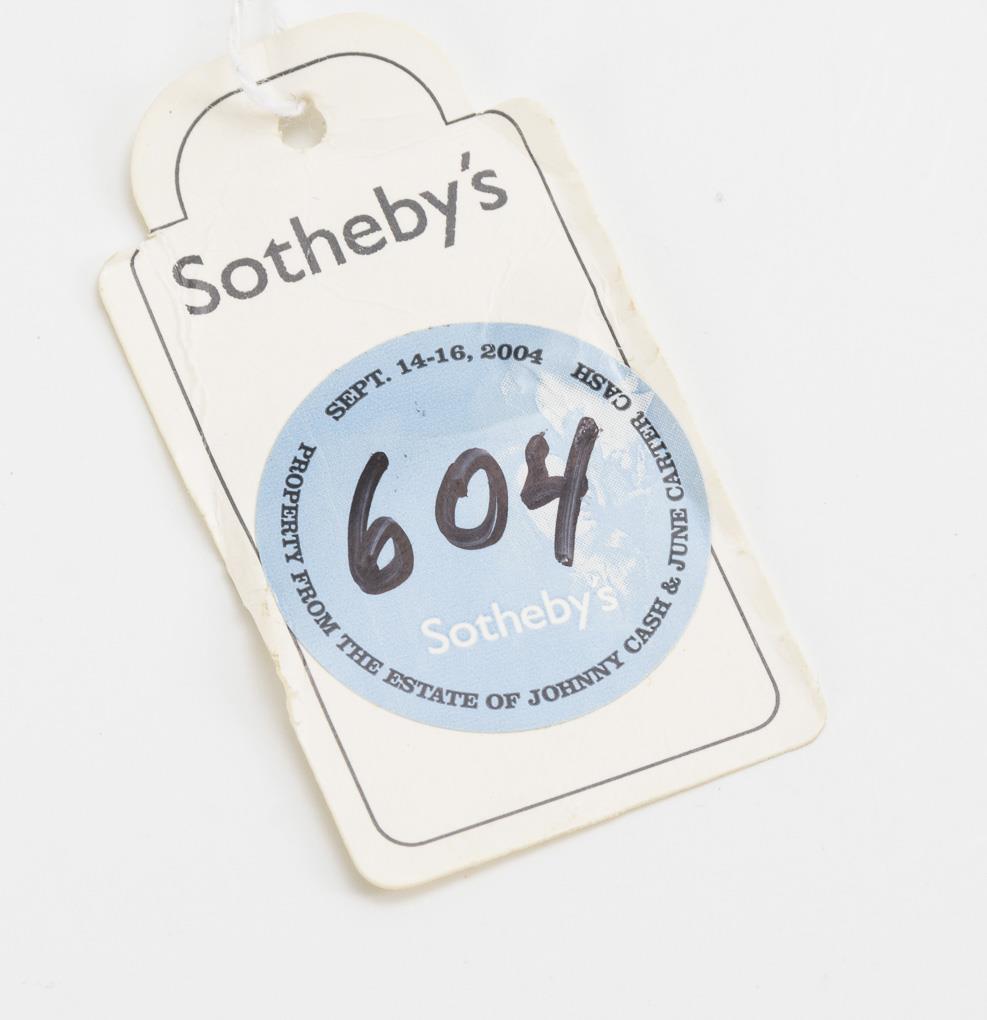 Sotheby's
SEPT. 14-16, 2004
PROPERTY FROM THE ESTATE OF JOHNNY CASH & JUNE CARTER CASH
604
Sotheby's